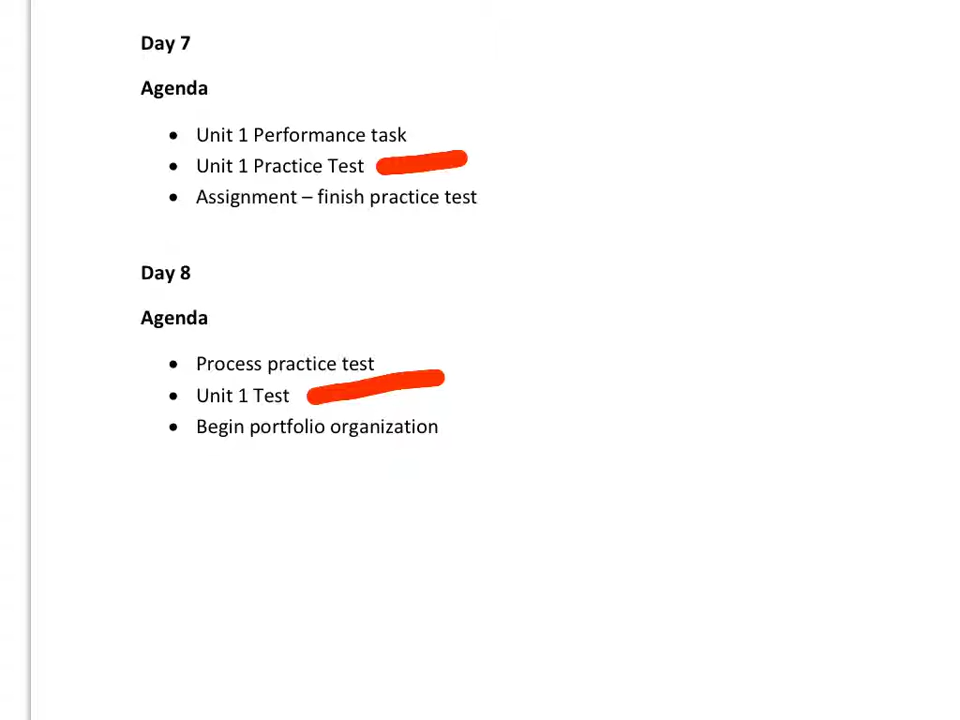 Day 7
Agenda
• Unit 1 Performance task
• Unit 1 Practice Test
• Assignment – finish practice test
Day 8
Agenda
• Process practice test
• Unit 1 Test
• Begin portfolio organization